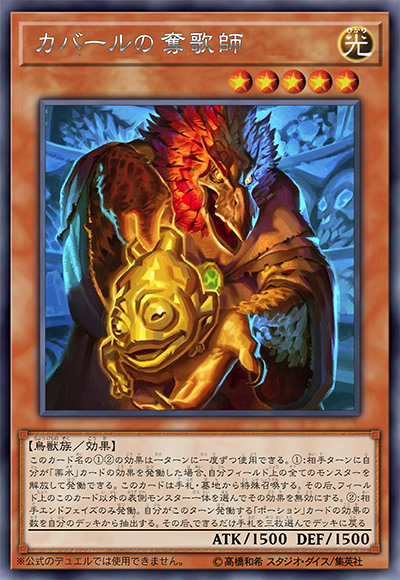 カバールの奪歌師
光
【鳥獣族／効果】
このカード名の①②の効果は一ターンに一度ずつ使用できる。①:相手ターンに自
分が「薬水」カードの効果を発動した場合、自分フィールド上の全てのモンスターを
解放して発動できる。このカードは手札・墓地から特殊召喚する。その后、フィール
ド上のこのカード以外の表側モンスター一体を選んでその効果を無効にする。②:相
手エンドフェイズのみ発動。自分がこのターン発動する「ポーション」カードの効果の
数を自分のデッキから抽出する。その后、できるだけ手札を三枚選んでデッキに戻る
ATK/1500 DEF/1500
※公式のデュエルでは使用できません。 ©高橋和希 スタジオ・ダイス/集英社